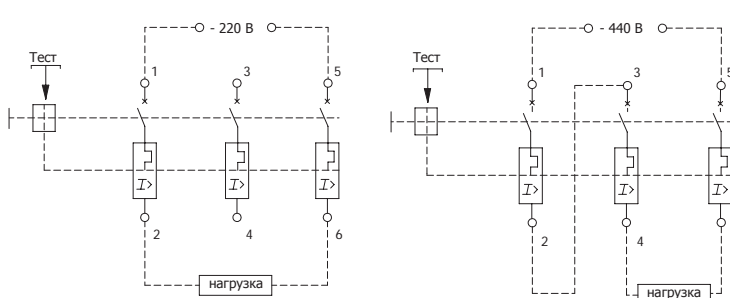 - 220 В
- 440 В
Тест
Тест
1
3
5
1
3
5
I>
I>
I>
I>
I>
I>
2
4
6
2
4
нагрузка
нагрузка